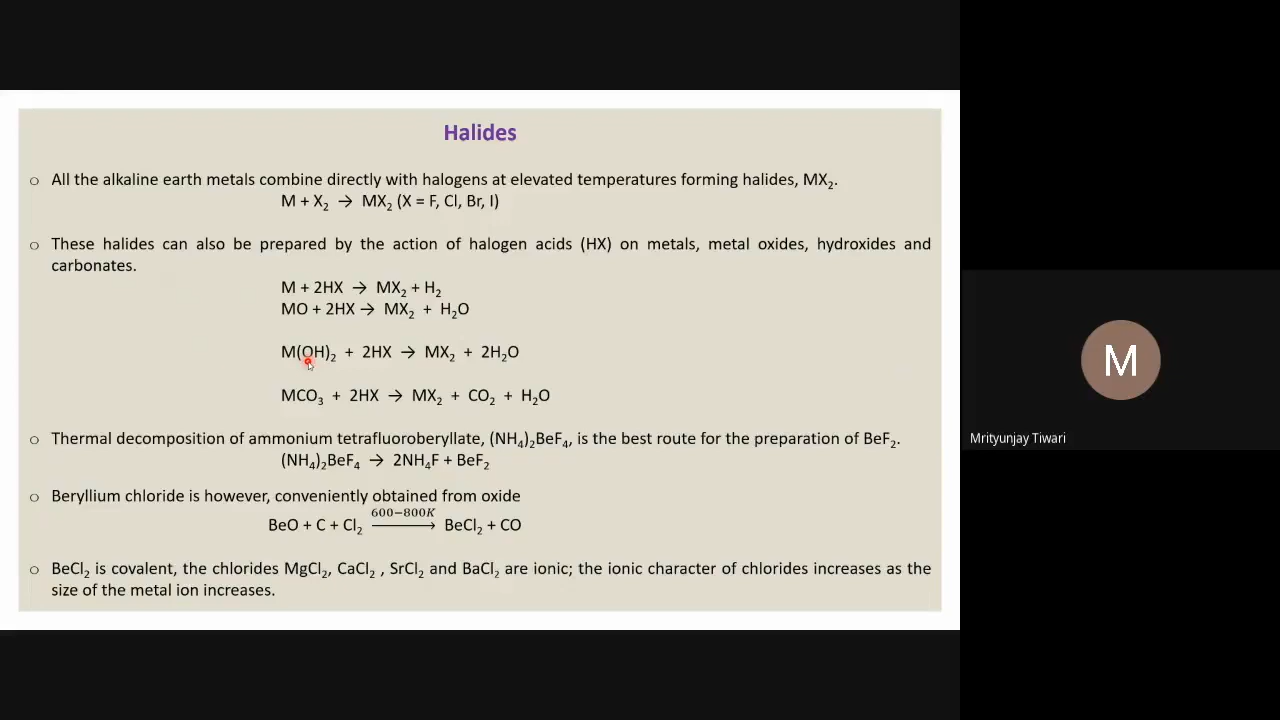 Halides
○ All the alkaline earth metals combine directly with halogens at elevated temperatures forming halides, MX₂.
M + X₂ → MX₂ (X = F, Cl, Br, I)
○ These halides can also be prepared by the action of halogen acids (HX) on metals, metal oxides, hydroxides and
carbonates.
M + 2HX → MX₂ + H₂
MO + 2HX → MX₂ + H₂O
M(OH)₂ + 2HX → MX₂ + 2H₂O
MCO₃ + 2HX → MX₂ + CO₂ + H₂O
○ Thermal decomposition of ammonium tetrafluoroberyllate, (NH₄)₂BeF₄, is the best route for the preparation of BeF₂.
(NH₄)₂BeF₄ → 2NH₄F + BeF₂
○ Beryllium chloride is however, conveniently obtained from oxide
600−800K
BeO + C + Cl₂ ⟶ BeCl₂ + CO
○ BeCl₂ is covalent, the chlorides MgCl₂, CaCl₂ , SrCl₂ and BaCl₂ are ionic; the ionic character of chlorides increases as the
size of the metal ion increases.
M
Mrityunjay Tiwari